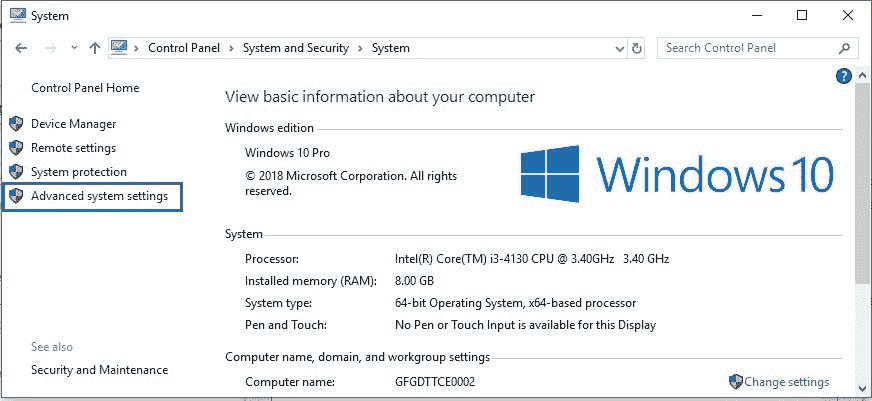 System
Control Panel > System and Security > System
Search Control Panel
Control Panel Home
Device Manager
Remote settings
System protection
Advanced system settings
See also
Security and Maintenance
?
View basic information about your computer
Windows edition
Windows 10 Pro
© 2018 Microsoft Corporation. All rights
reserved.
Windows 10
System
Processor: Intel(R) Core(TM) i3-4130 CPU @ 3.40GHz 3.40 GHz
Installed memory (RAM): 8.00 GB
System type: 64-bit Operating System, x64-based processor
Pen and Touch: No Pen or Touch Input is available for this Display
Computer name, domain, and workgroup settings
Computer name: GFGDTTCE0002
Change settings